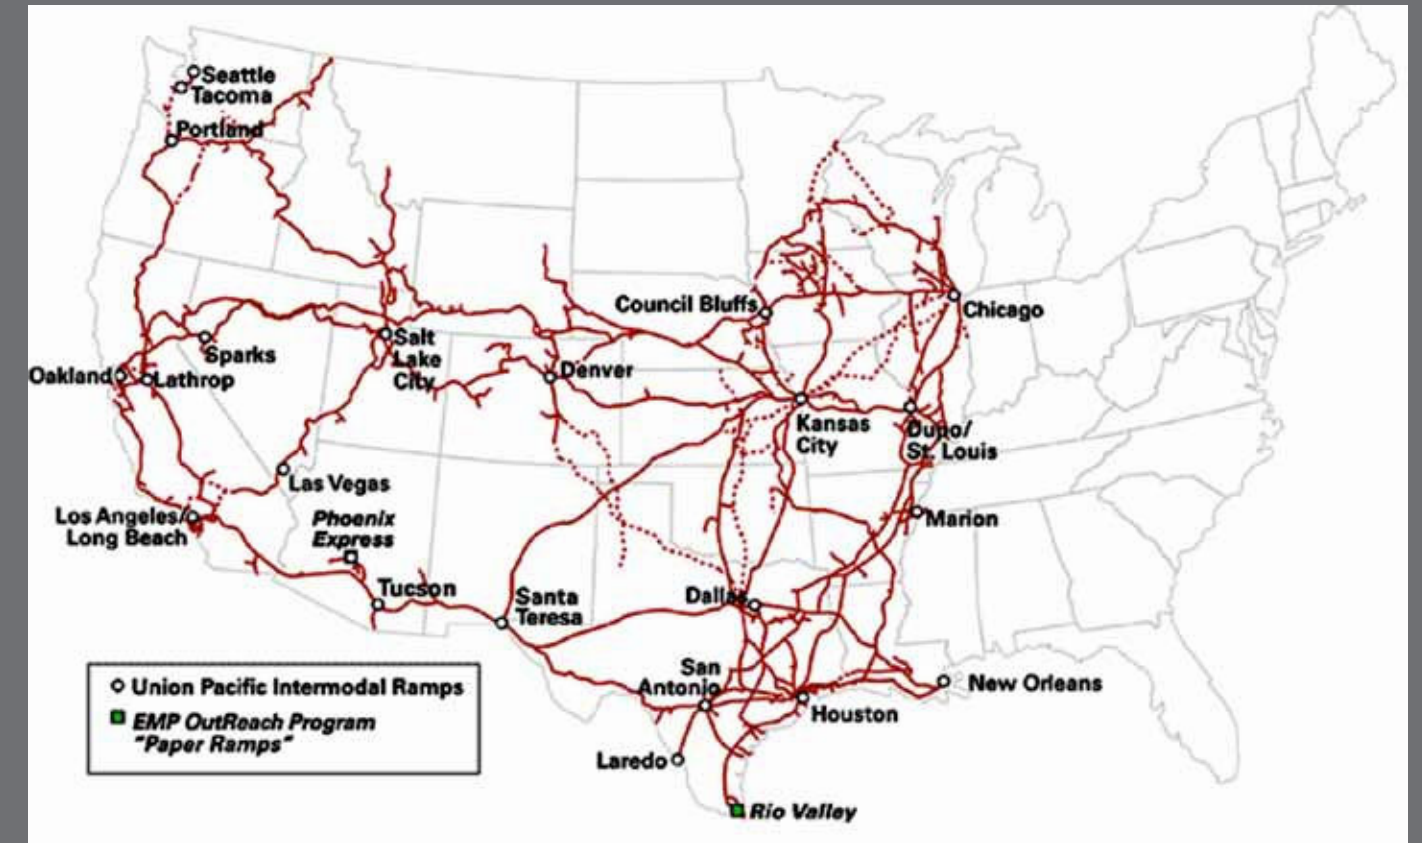 Seattle
Tacoma
Portland
Council Bluffs
Chicago
Sparks
Salt
Lake
City
Oakland
Lathrop
Denver
Kansas
City
Dupo/
St. Louis
Las Vegas
Los Angeles/
Long Beach
Phoenix
Express
Marion
Tucson
Santa
Teresa
Dallas
San
Antonio
New Orleans
Houston
Laredo
Rio Valley
Union Pacific Intermodal Ramps
EMP OutReach Program
"Paper Ramps"